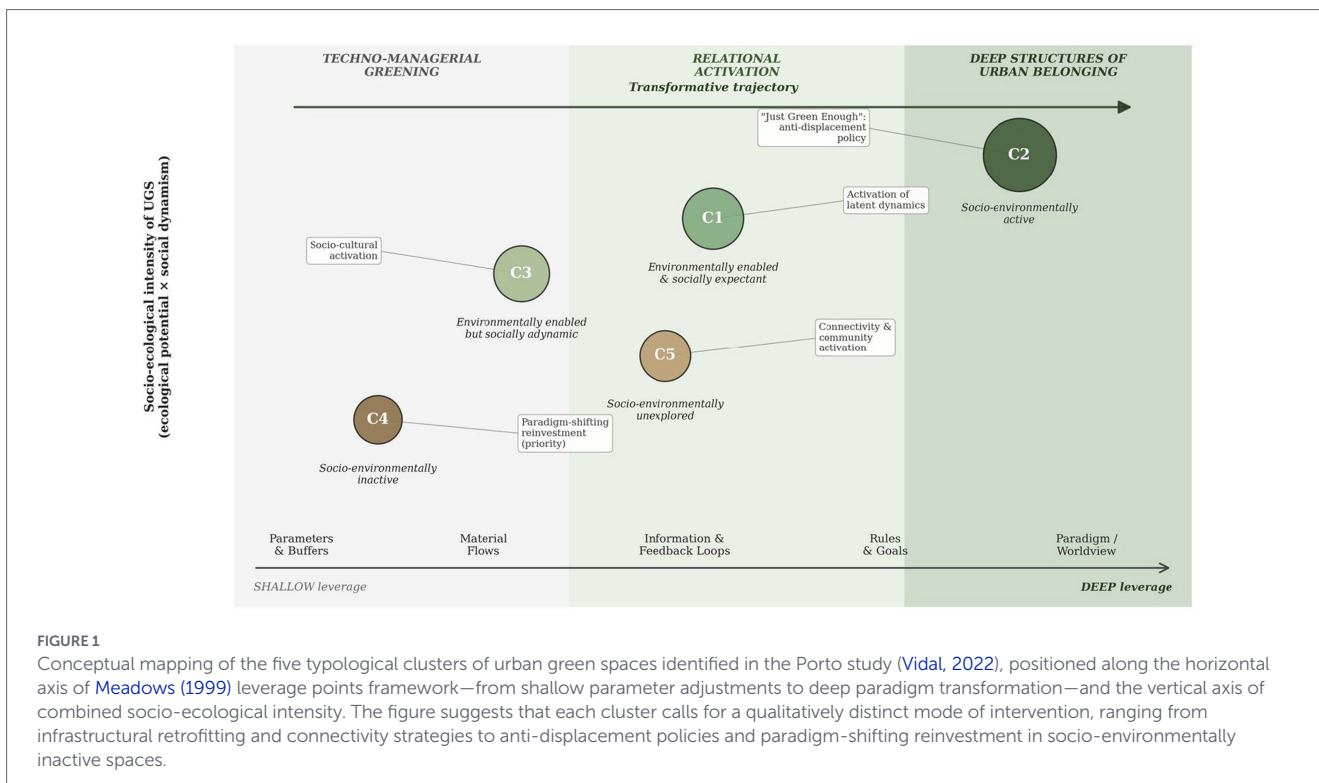 TECHNO-MANAGERIAL
GREENING
RELATIONAL
ACTIVATION
DEEP STRUCTURES OF
URBAN BELONGING
Transformative trajectory
"Just Green Enough":
anti-displacement
policy
C2
Socio-environmentally
active
Activation of
latent dynamics
C1
Environmentally enabled
& socially expectant
Socio-cultural
activation
C3
Environmentally enabled
but socially adynamic
Connectivity &
community
activation
C5
Socio-environmentally
unexplored
C4
Paradigm-shifting
reinvestment
(priority)
Socio-environmentally
inactive
Socio-ecological intensity of UGS
(ecological potential × social dynamism)
Parameters
& Buffers
Material
Flows
Information &
Feedback Loops
Rules
& Goals
Paradigm /
Worldview
SHALLOW leverage
DEEP leverage
FIGURE 1
Conceptual mapping of the five typological clusters of urban green spaces identified in the Porto study (Vidal, 2022), positioned along the horizontal
axis of Meadows (1999) leverage points framework—from shallow parameter adjustments to deep paradigm transformation—and the vertical axis of
combined socio-ecological intensity. The figure suggests that each cluster calls for a qualitatively distinct mode of intervention, ranging from
infrastructural retrofitting and connectivity strategies to anti-displacement policies and paradigm-shifting reinvestment in socio-environmentally
inactive spaces.